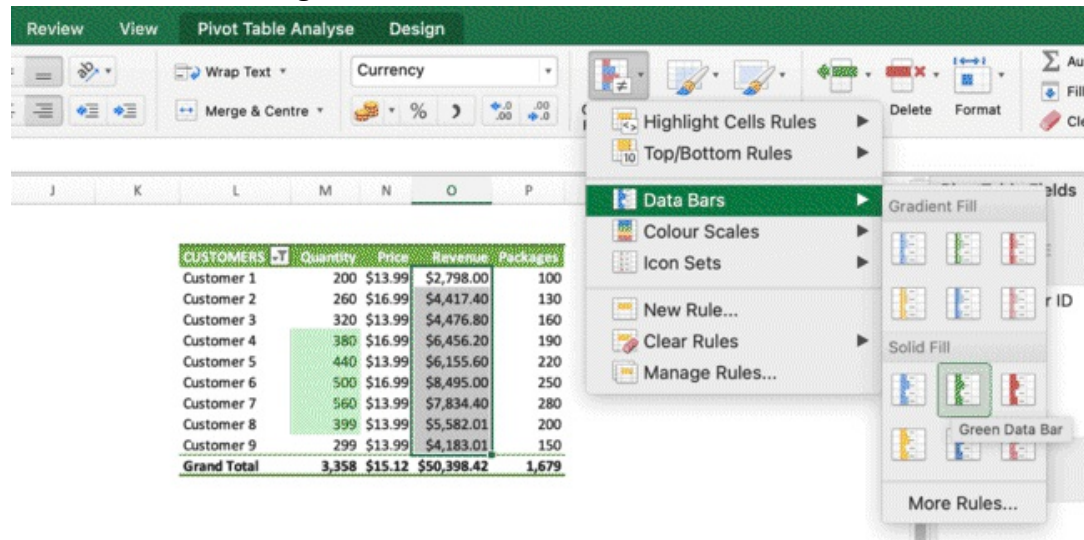 Review View Pivot Table Analyse Design
Wrap Text Currency
Merge & Centre % Delete Format
Highlight Cells Rules
Top/Bottom Rules
Data Bars
Colour Scales
Icon Sets
New Rule...
Clear Rules
Manage Rules...
Gradient Fill
Solid Fill
Green Data Bar
More Rules...
J K L M N O P
CUSTOMERS Quantity Price Revenue Packages
Customer 1 200 $13.99 $2,798.00 100
Customer 2 260 $16.99 $4,417.40 130
Customer 3 320 $13.99 $4,476.80 160
Customer 4 380 $16.99 $6,456.20 190
Customer 5 440 $13.99 $6,155.60 220
Customer 6 500 $16.99 $8,495.00 250
Customer 7 560 $13.99 $7,834.40 280
Customer 8 399 $13.99 $5,582.01 200
Customer 9 299 $13.99 $4,183.01 150
Grand Total 3,358 $15.12 $50,398.42 1,679
r ID